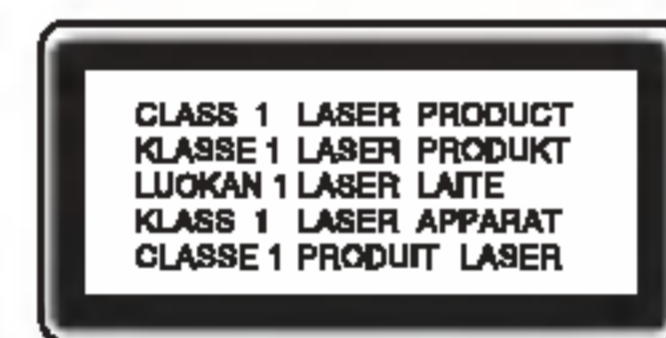 CLASS 1 LASER PRODUCT
KLASSE 1 LASER PRODUKT
LUOKAN 1 LASER LAITE
KLASS 1 LASER APPARAT
CLASSE 1 PRODUIT LASER